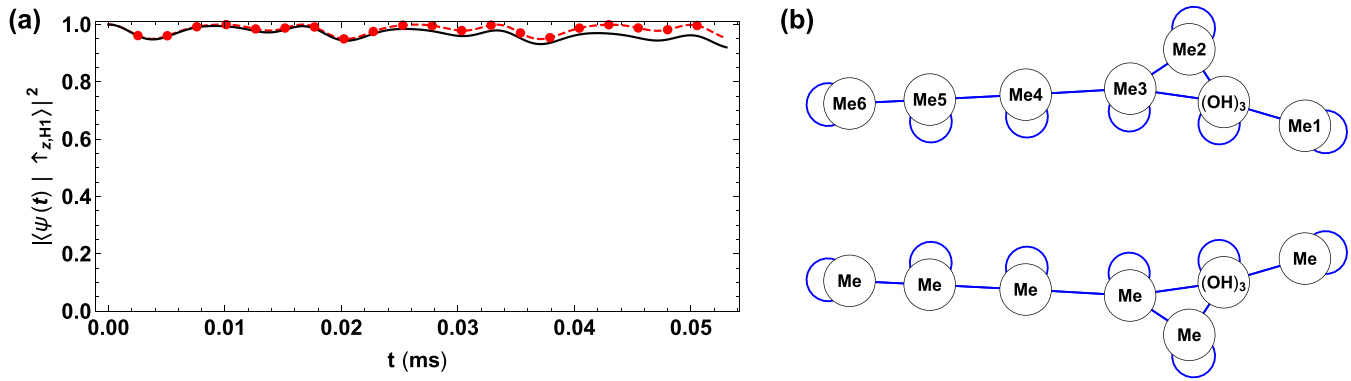 (a)
|⟨ψ(t) | ↑z,H1⟩|²
1.0
0.8
0.6
0.4
0.2
0.0
0.00 0.01 0.02 0.03 0.04 0.05
t (ms)
(b)
Me2
Me6 Me5 Me4 Me3 (OH)₃ Me1
Me Me Me Me (OH)₃ Me
Me